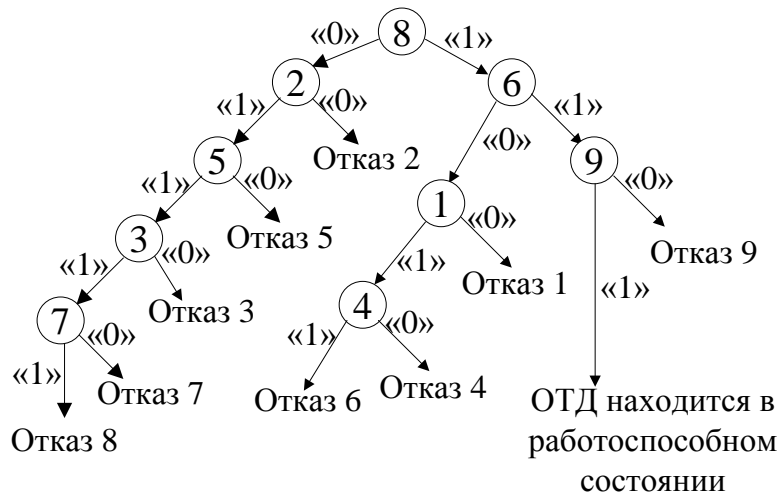 «0» 8 «1»
2 6
«1» «0» «1»
5 Отказ 2 «0» 9
«1» «0» 1 «0» «0»
3 Отказ 5 Отказ 9
«1» «0» «1» Отказ 1 «1»
7 Отказ 3 4
«1» «0» «1» «0»
Отказ 7 Отказ 6 Отказ 4 ОТД находится в
Отказ 8 работоспособном
состоянии